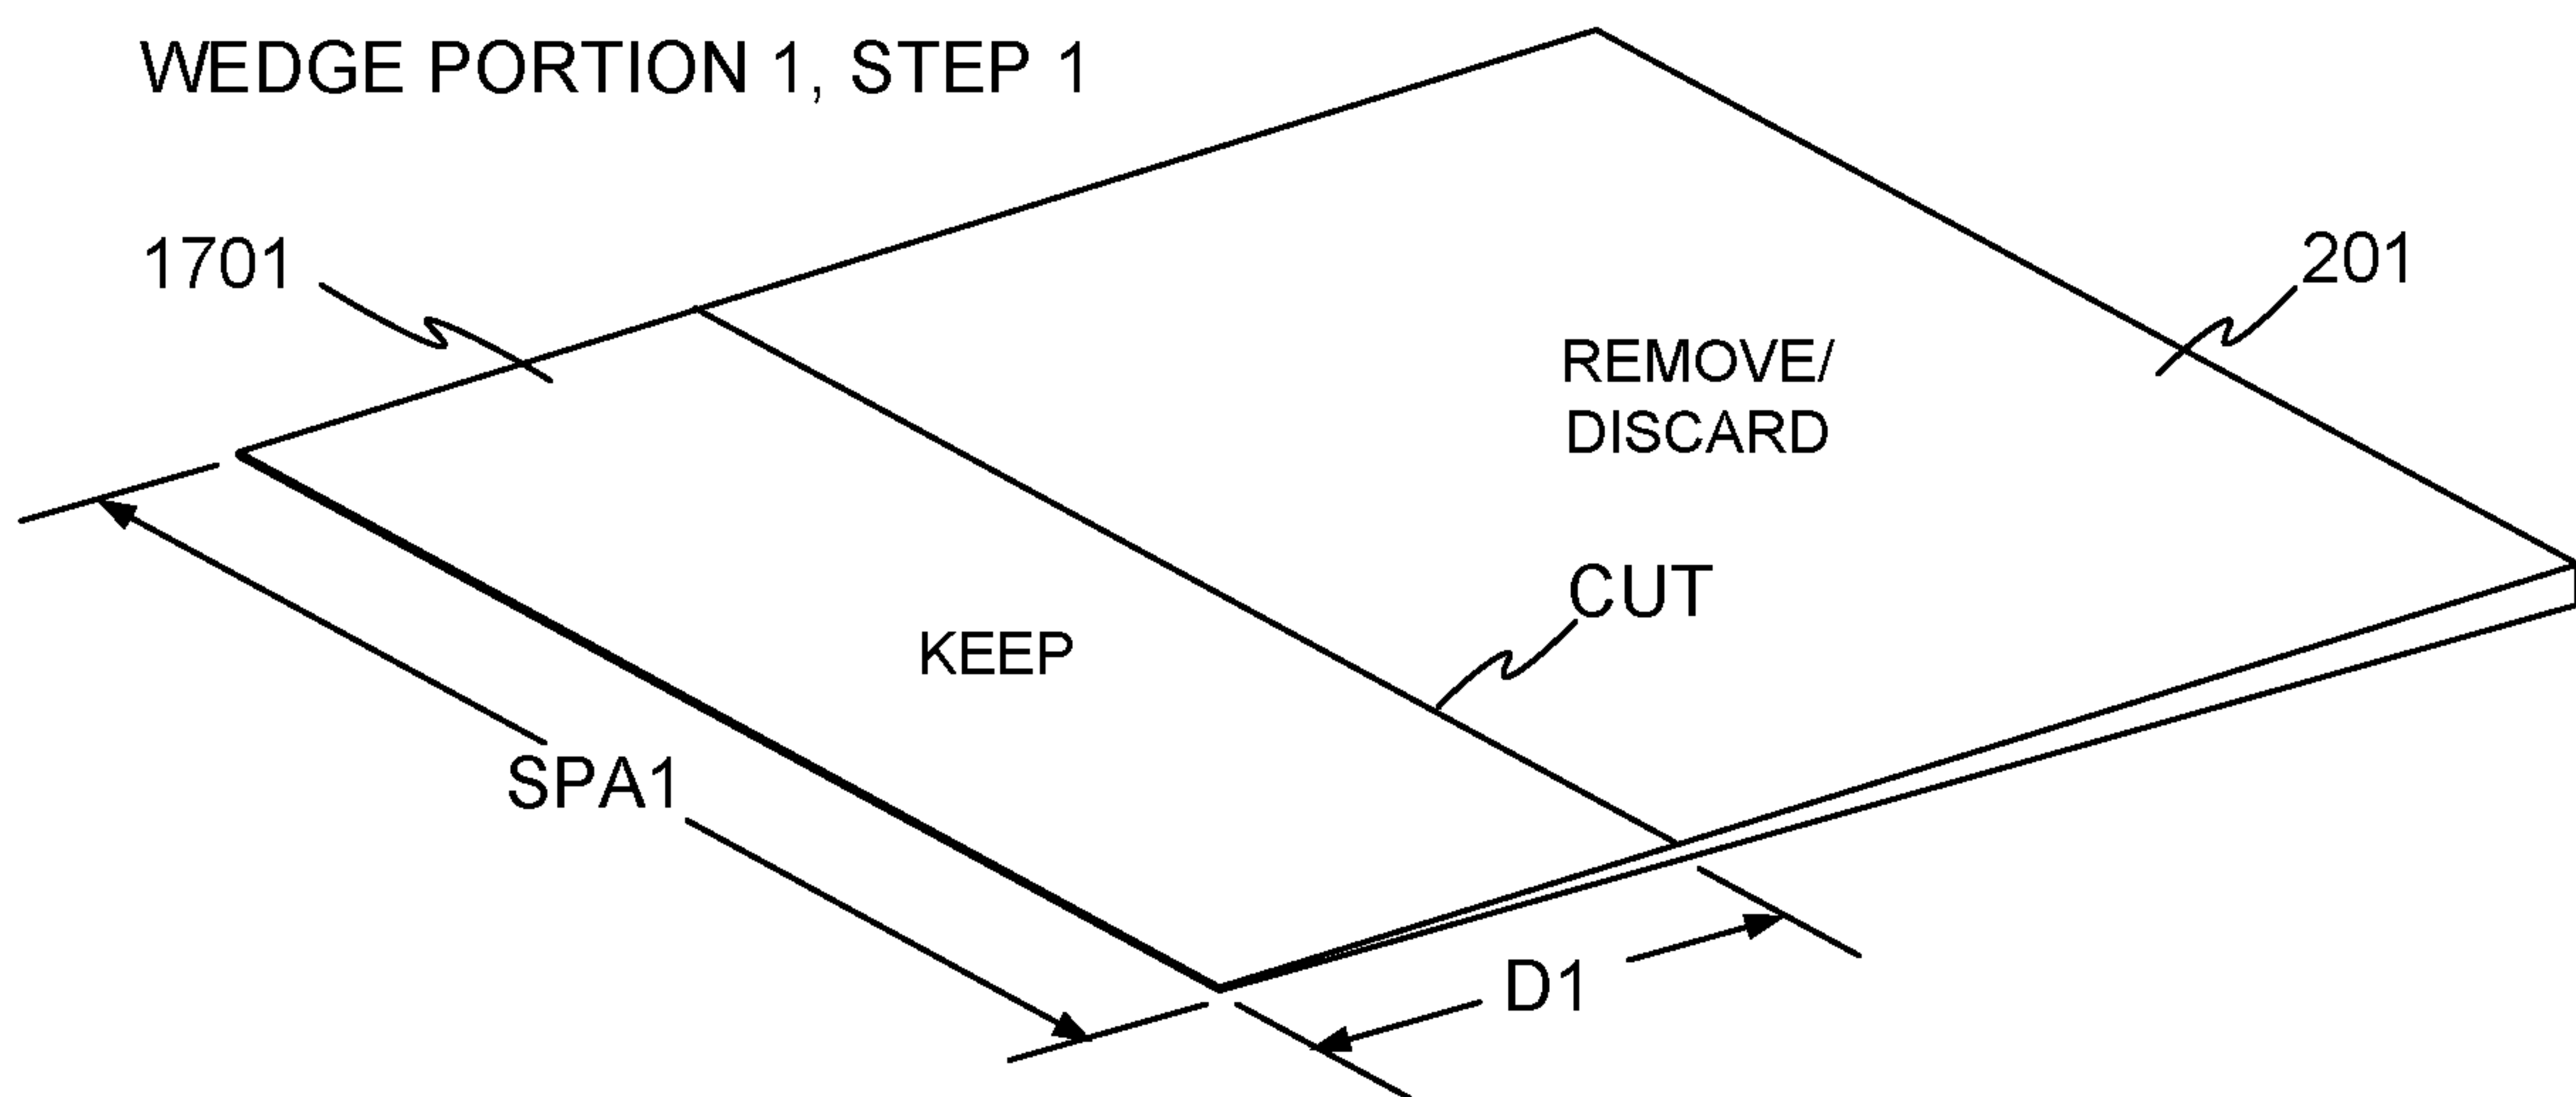 WEDGE PORTION 1, STEP 1
1701
201
REMOVE/
DISCARD
CUT
KEEP
SPA1
D1